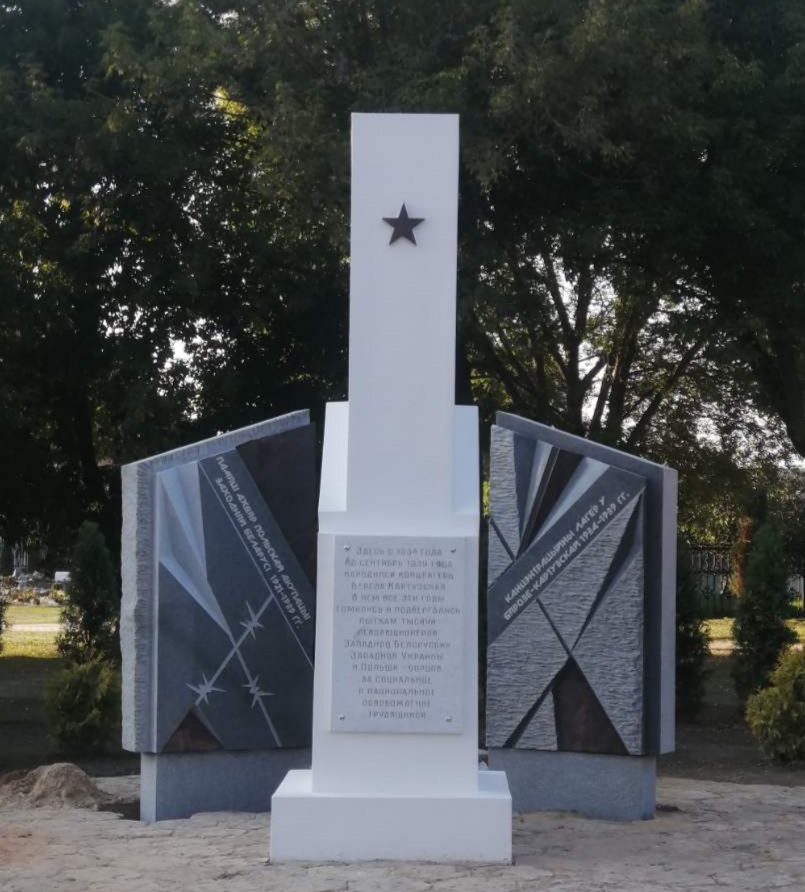 ПАМЯЦІ АХВЯР ПОЛЬСКАЙ АКУПАЦЫІ
ЗАХОДНЯЙ БЕЛАРУСІ 1921-1939 ГГ.
ЗДЕСЬ С 1934 ГОДА
ПО СЕНТЯБРЬ 1939 ГОДА
НАХОДИЛСЯ КОНЦЛАГЕРЬ
БЕРЕЗА КАРТУЗСКАЯ
В НЕМ ВСЕ ЭТИ ГОДЫ
ТОМИЛИСЬ И ПОДВЕРГАЛИСЬ
ПЫТКАМ ТЫСЯЧИ
РЕВОЛЮЦИОНЕРОВ
ЗАПАДНОЙ БЕЛОРУССИИ
ЗАПАДНОЙ УКРАИНЫ
И ПОЛЬШИ – БОРЦОВ
ЗА СОЦИАЛЬНОЕ
И НАЦИОНАЛЬНОЕ
ОСВОБОЖДЕНИЕ
ТРУДЯЩИХСЯ
КАНЦЭНТРАЦЫЙНЫ ЛАГЕР У
БЯРОЗЕ-КАРТУЗСКАЙ 1934-1939 ГГ.